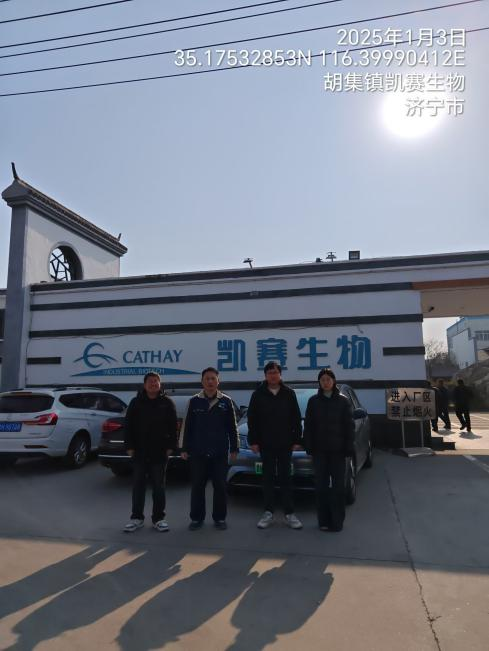 2025年1月3日
35.17532853N 116.39990412E
胡集镇凯赛生物
济宁市
CATHAY
INDUSTRIAL BIOTECH
凯赛生物
进入厂区
禁止烟火